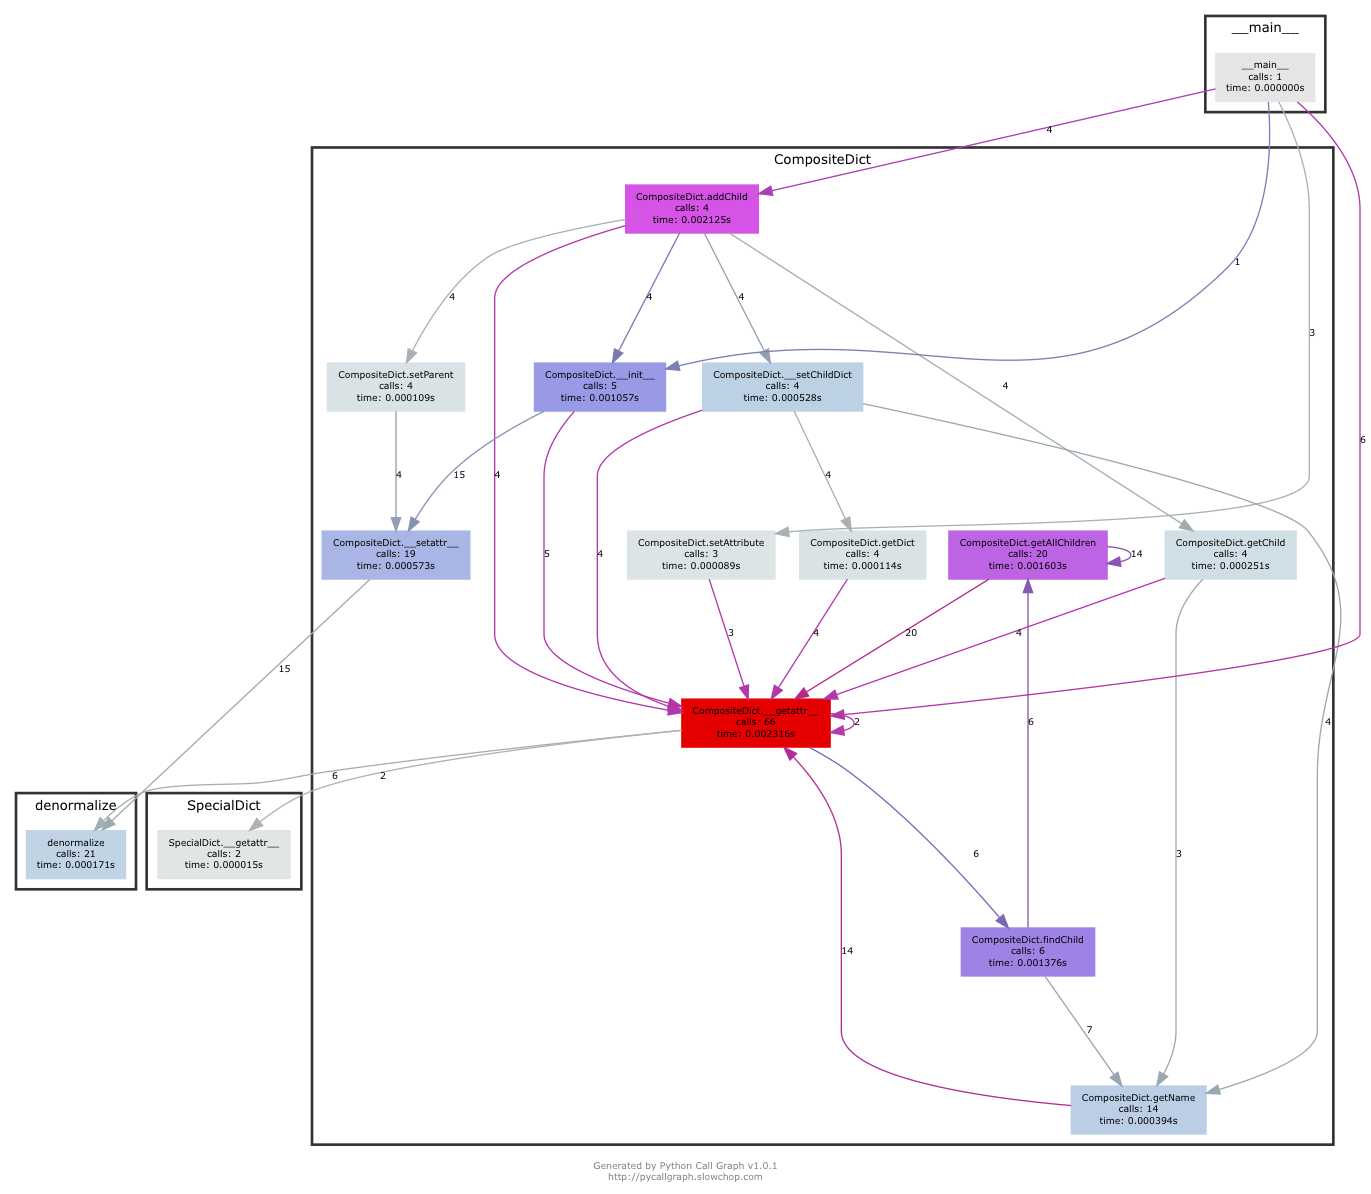 __main__
__main__
calls: 1
time: 0.000000s
4
CompositeDict
CompositeDict.addChild
calls: 4
time: 0.002125s
1
4
4
4
3
CompositeDict.setParent
calls: 4
time: 0.000109s
CompositeDict.__init__
calls: 5
time: 0.001057s
CompositeDict.__setChildDict
calls: 4
time: 0.000528s
4
6
4
15
4
4
CompositeDict.__setattr__
calls: 19
time: 0.000573s
CompositeDict.setAttribute
calls: 3
time: 0.000089s
CompositeDict.getDict
calls: 4
time: 0.000114s
CompositeDict.getAllChildren
calls: 20
time: 0.001603s
CompositeDict.getChild
calls: 4
time: 0.000251s
5
4
14
3
4
20
4
15
CompositeDict.__getattr__
calls: 66
time: 0.002316s
2
6
4
6
2
denormalize
denormalize
calls: 21
time: 0.000171s
SpecialDict
SpecialDict.__getattr__
calls: 2
time: 0.000015s
6
3
CompositeDict.findChild
calls: 6
time: 0.001376s
14
7
CompositeDict.getName
calls: 14
time: 0.000394s
Generated by Python Call Graph v1.0.1
http://pycallgraph.slowchop.com